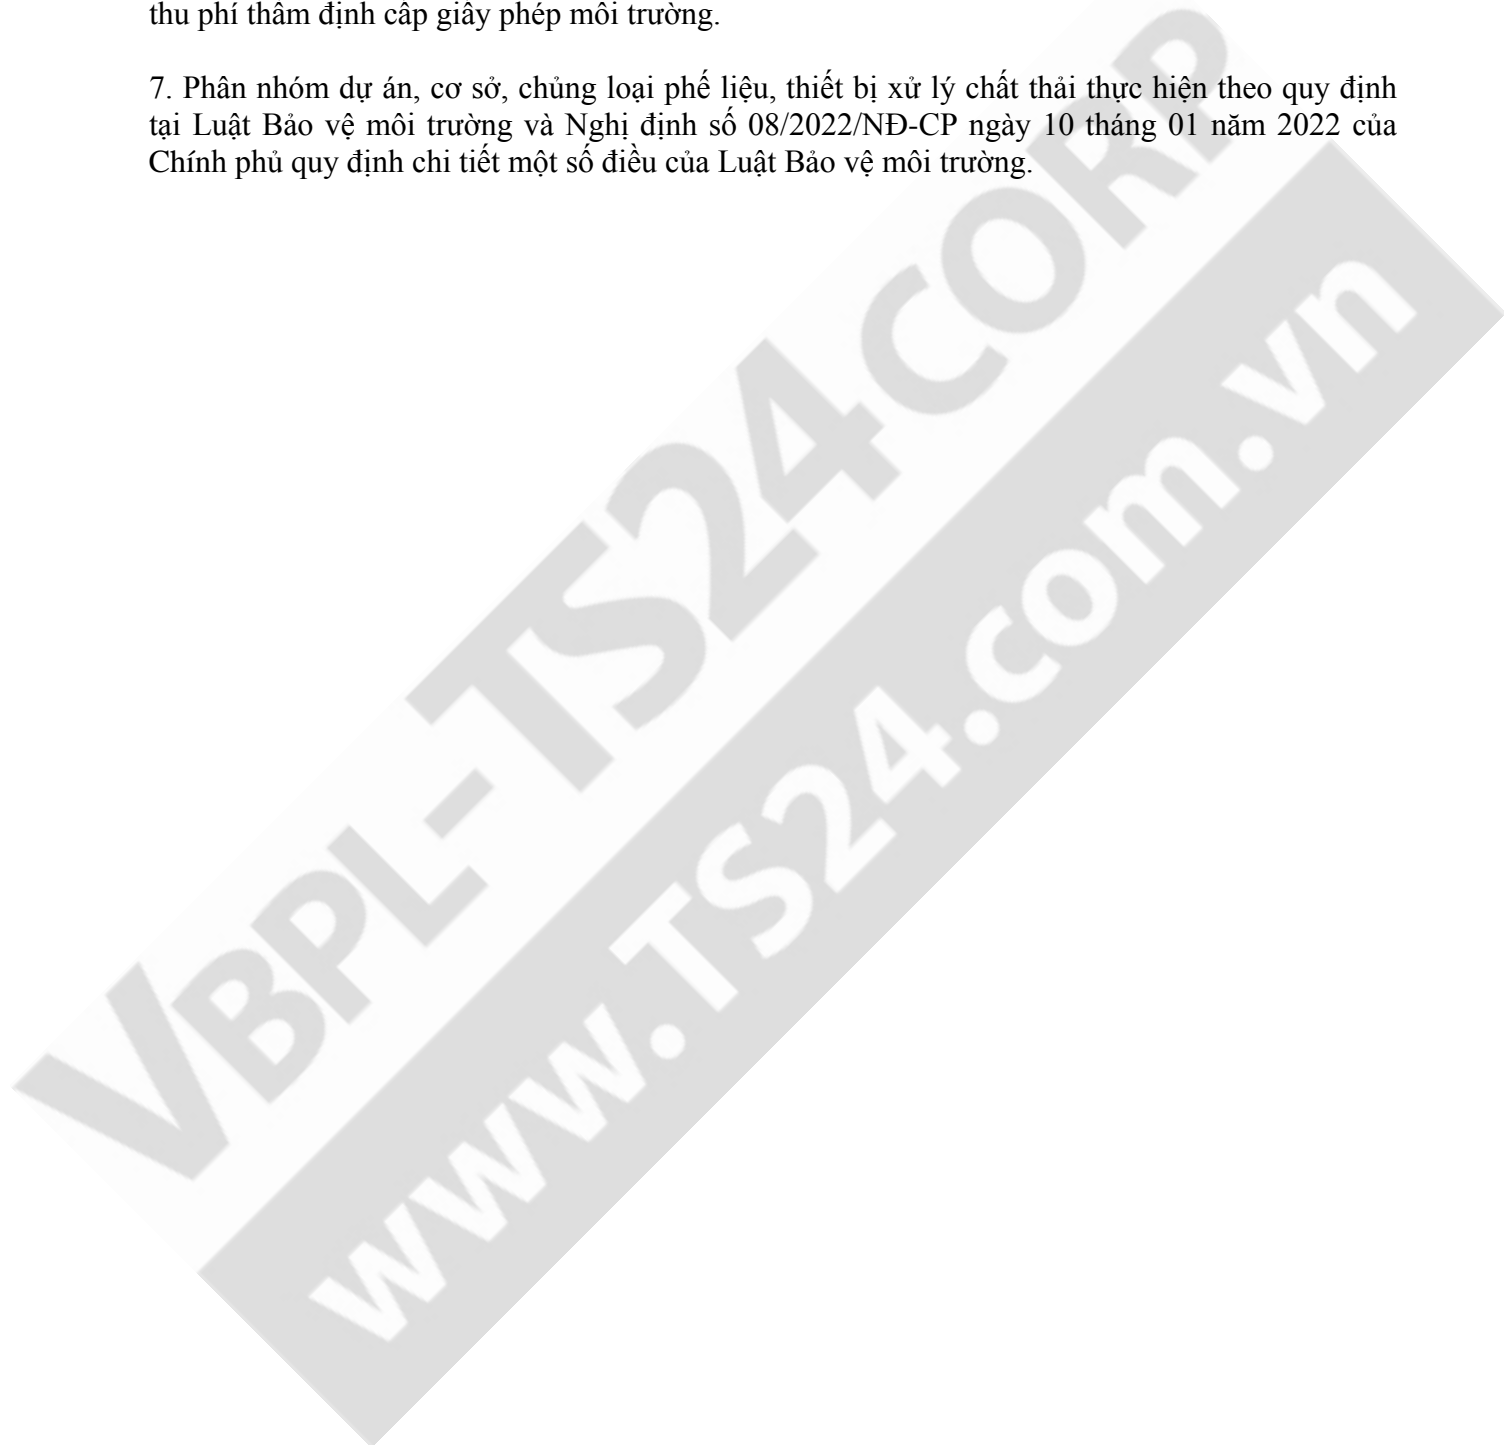 thu phí thẩm định cấp giấy phép môi trường.
7. Phân nhóm dự án, cơ sở, chủng loại phế liệu, thiết bị xử lý chất thải thực hiện theo quy định
tại Luật Bảo vệ môi trường và Nghị định số 08/2022/NĐ-CP ngày 10 tháng 01 năm 2022 của
Chính phủ quy định chi tiết một số điều của Luật Bảo vệ môi trường.
VBPL-TS24CORP
www.TS24.com.vn